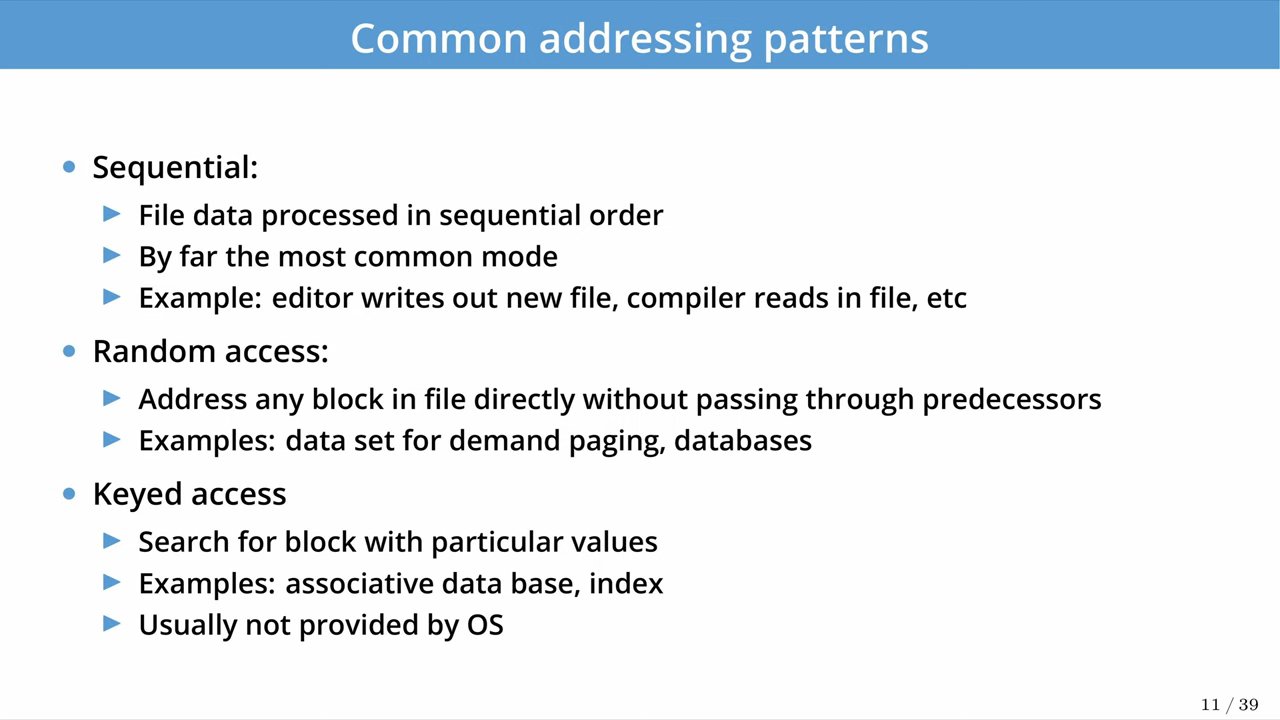 Common addressing patterns
• Sequential:
▶ File data processed in sequential order
▶ By far the most common mode
▶ Example: editor writes out new file, compiler reads in file, etc
• Random access:
▶ Address any block in file directly without passing through predecessors
▶ Examples: data set for demand paging, databases
• Keyed access
▶ Search for block with particular values
▶ Examples: associative data base, index
▶ Usually not provided by OS
11 / 39